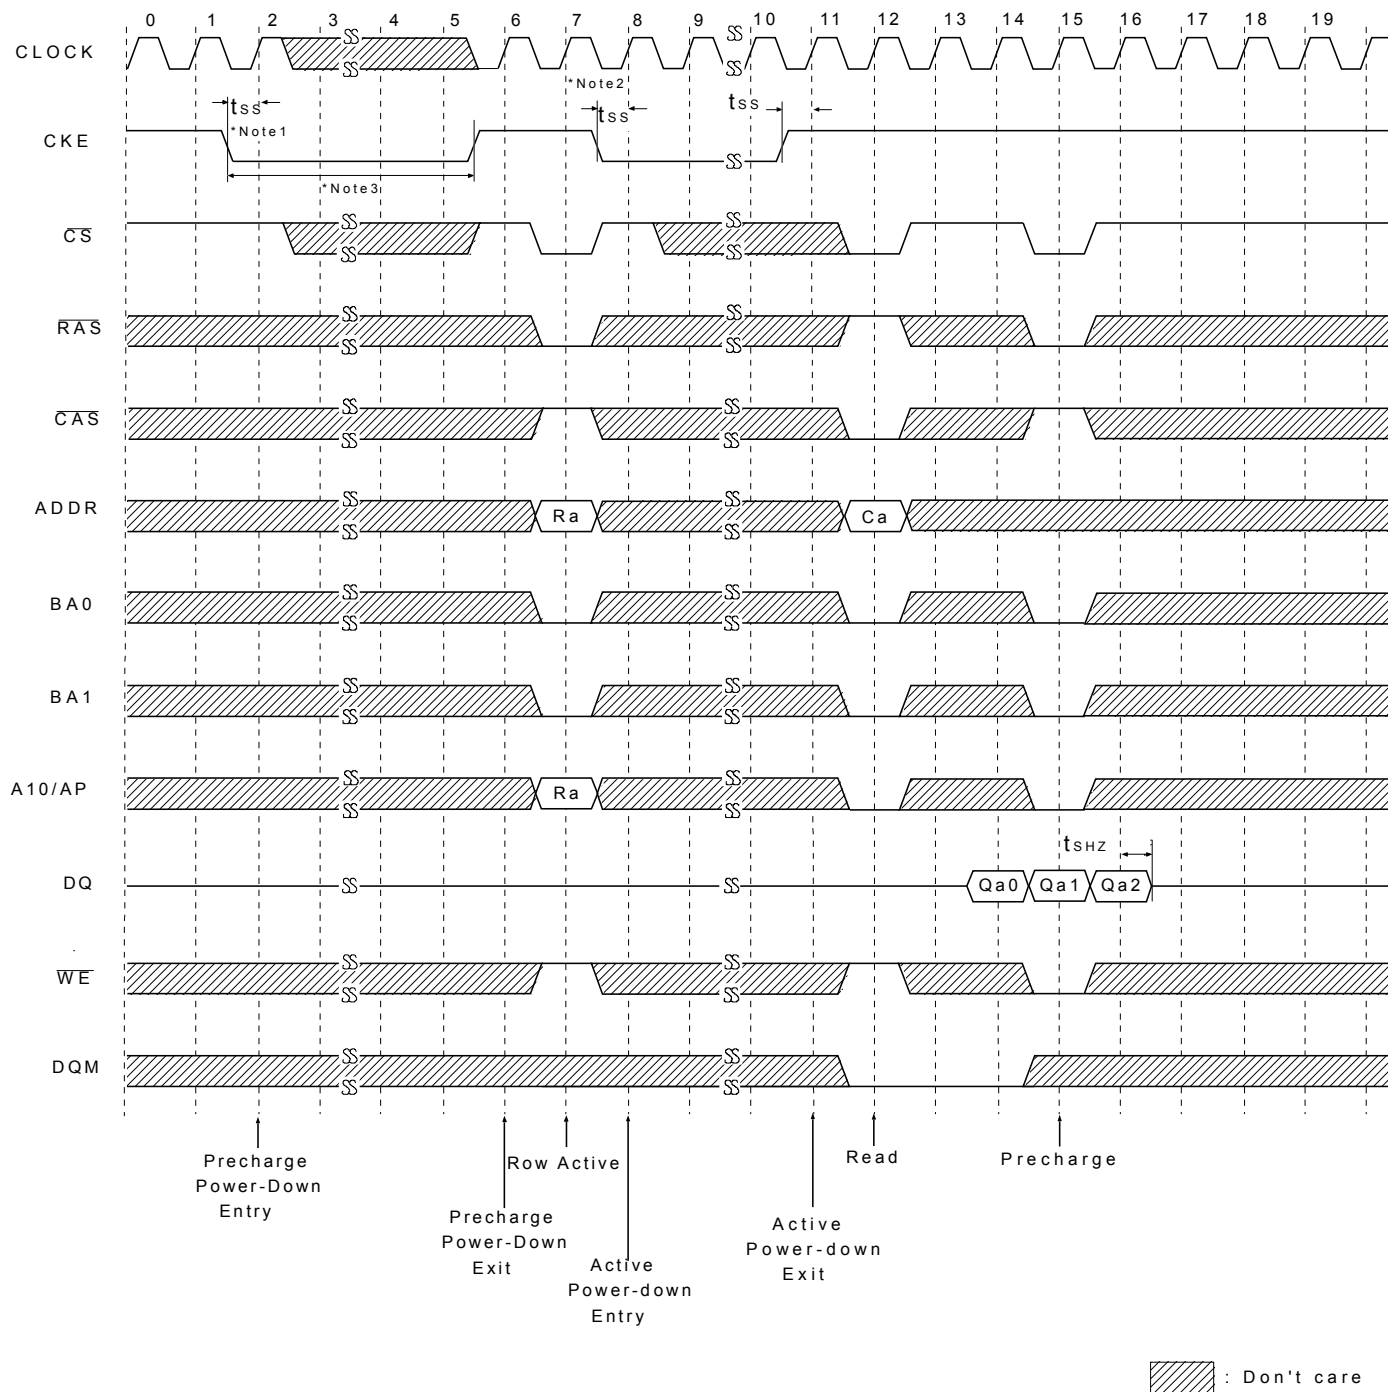 0 1 2 3 4 5 6 7 8 9 10 11 12 13 14 15 16 17 18 19
CLOCK
*Note2
tSS tSS tSS
*Note1
CKE
*Note3
CS
RAS
CAS
ADDR Ra Ca
BA0
BA1
A10/AP Ra
tSHZ
DQ Qa0 Qa1 Qa2
WE
DQM
Precharge
Power-Down
Entry
Precharge
Power-Down
Exit
Row Active
Active
Power-down
Entry
Active
Power-down
Exit
Read
Precharge
: Don't care